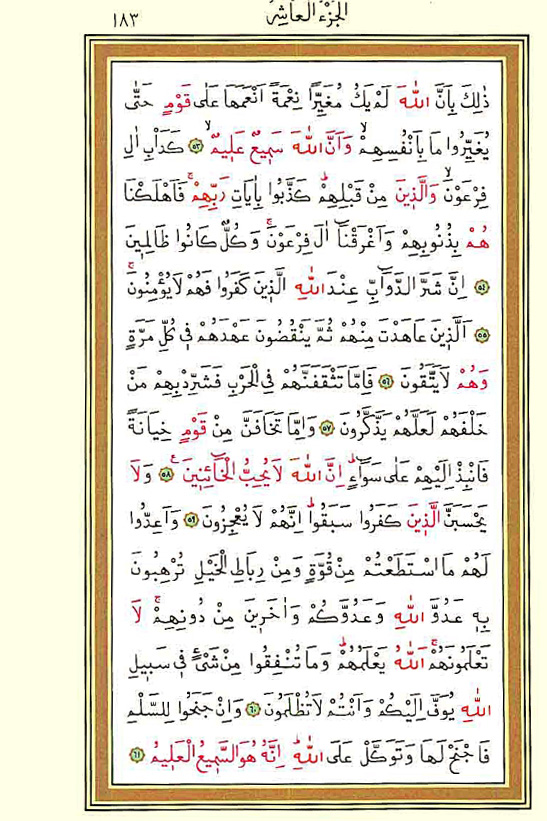 ١٨٣ الجزء العاشر
ذٰلِكَ بِاَنَّ اللّٰهَ لَمْ يَكُ مُغَيِّرًا نِعْمَةً اَنْعَمَهَا عَلٰى قَوْمٍ حَتّٰى
يُغَيِّرُوا مَا بِاَنْفُسِهِمْۙ وَاَنَّ اللّٰهَ سَمٖيعٌ عَلٖيمٌۙ ﴿٥٣﴾ كَدَاْبِ اٰلِ
فِرْعَوْنَۙ وَالَّذٖينَ مِنْ قَبْلِهِمْؕ كَذَّبُوا بِاٰيَاتِ رَبِّهِمْۚ فَاَهْلَكْنَا
هُمْ بِذُنُوبِهِمْ وَاَغْرَقْنَٓا اٰلَ فِرْعَوْنَۚ وَكُلٌّ كَانُوا ظَالِمٖينَ
﴿٥٤﴾ اِنَّ شَرَّ الدَّوَٓابِّ عِنْدَ اللّٰهِ الَّذٖينَ كَفَرُوا فَهُمْ لَا يُؤْمِنُونَۚ
﴿٥٥﴾ اَلَّذٖينَ عَاهَدْتَ مِنْهُمْ ثُمَّ يَنْقُضُونَ عَهْدَهُمْ فٖى كُلِّ مَرَّةٍ
وَهُمْ لَا يَتَّقُونَ ﴿٥٦﴾ فَاِمَّا تَثْقَفَنَّهُمْ فِى الْحَرْبِ فَشَرِّدْ بِهِمْ مَنْ
خَلْفَهُمْ لَعَلَّهُمْ يَذَّكَّرُونَ ﴿٥٧﴾ وَاِمَّا تَخَافَنَّ مِنْ قَوْمٍ خِيَانَةً
فَانْبِذْ اِلَيْهِمْ عَلٰى سَوَٓاءٍؕ اِنَّ اللّٰهَ لَا يُحِبُّ الْخَٓائِنٖينَۚ ﴿٥٨﴾ وَلَا
يَحْسَبَنَّ الَّذٖينَ كَفَرُوا سَبَقُواؕ اِنَّهُمْ لَا يُعْجِزُونَ ﴿٥٩﴾ وَاَعِدُّوا
لَهُمْ مَا اسْتَطَعْتُمْ مِنْ قُوَّةٍ وَمِنْ رِبَاطِ الْخَيْلِ تُرْهِبُونَ
بِهٖ عَدُوَّ اللّٰهِ وَعَدُوَّكُمْ وَاٰخَرٖينَ مِنْ دُونِهِمْۚ لَا
تَعْلَمُونَهُمْۚ اَللّٰهُ يَعْلَمُهُمْؕ وَمَا تُنْفِقُوا مِنْ شَىْءٍ فٖى سَبٖيلِ
اللّٰهِ يُوَفَّ اِلَيْكُمْ وَاَنْتُمْ لَا تُظْلَمُونَ ﴿٦٠﴾ وَاِنْ جَنَحُوا لِلسَّلْمِ
فَاجْنَحْ لَهَا وَتَوَكَّلْ عَلَى اللّٰهِؕ اِنَّهُ هُوَ السَّمٖيعُ الْعَلٖيمُ ﴿٦١﴾